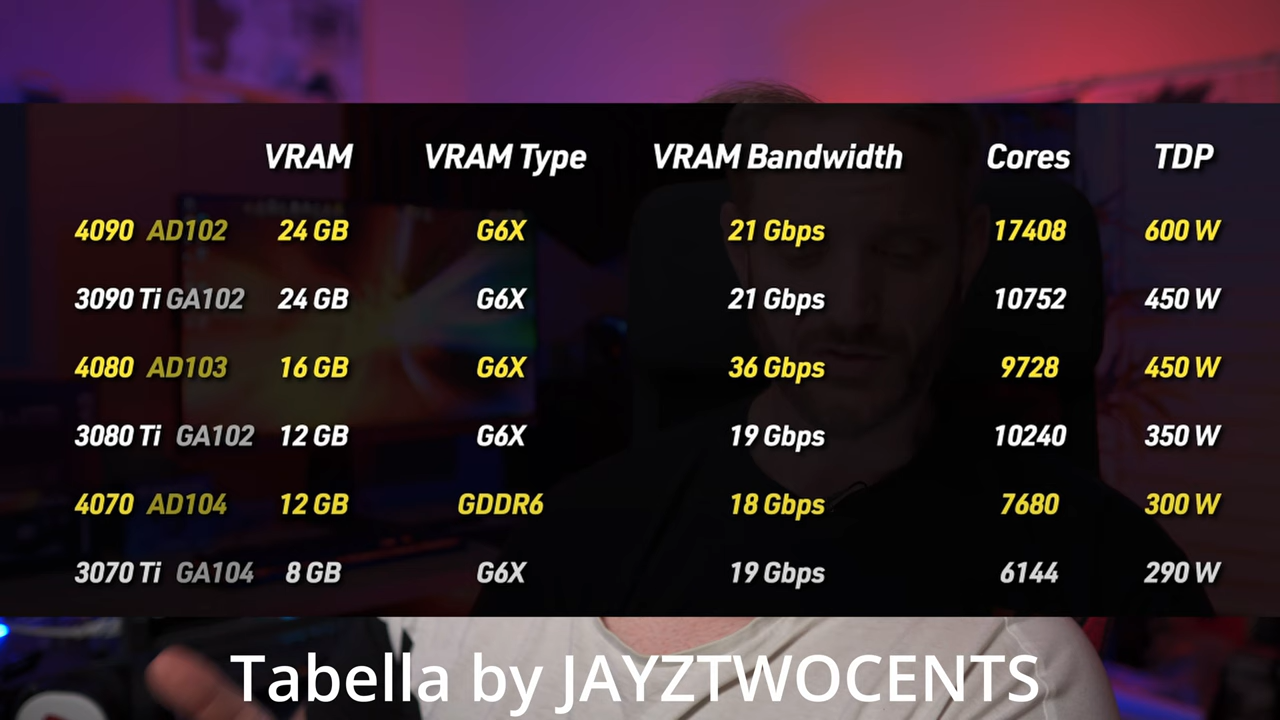 VRAM VRAM Type VRAM Bandwidth Cores TDP
4090 AD102 24 GB G6X 21 Gbps 17408 600 W
3090 Ti GA102 24 GB G6X 21 Gbps 10752 450 W
4080 AD103 16 GB G6X 36 Gbps 9728 450 W
3080 Ti GA102 12 GB G6X 19 Gbps 10240 350 W
4070 AD104 12 GB GDDR6 18 Gbps 7680 300 W
3070 Ti GA104 8 GB G6X 19 Gbps 6144 290 W
Tabella by JAYZTWOCENTS